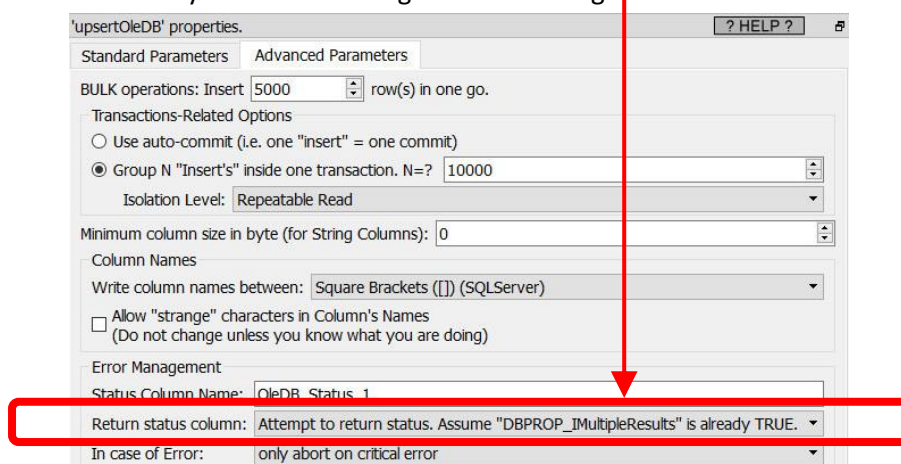 'upsertOleDB' properties. ? HELP ?
Standard Parameters Advanced Parameters
BULK operations: Insert 5000 row(s) in one go.
Transactions-Related Options
Use auto-commit (i.e. one "insert" = one commit)
Group N "Insert's" inside one transaction. N=? 10000
Isolation Level: Repeatable Read
Minimum column size in byte (for String Columns): 0
Column Names
Write column names between: Square Brackets ([]) (SQLServer)
Allow "strange" characters in Column's Names
(Do not change unless you know what you are doing)
Error Management
Status Column Name: OleDB_Status_1
Return status column: Attempt to return status. Assume "DBPROP_IMultipleResults" is already TRUE.
In case of Error: only abort on critical error